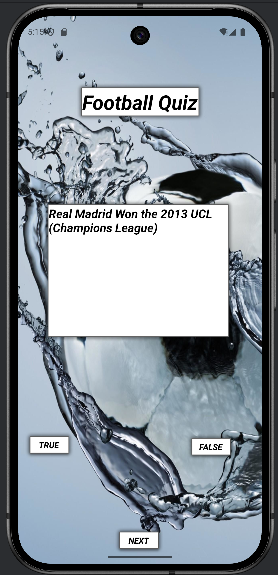 Football Quiz
Real Madrid Won the 2013 UCL
(Champions League)
TRUE
FALSE
NEXT